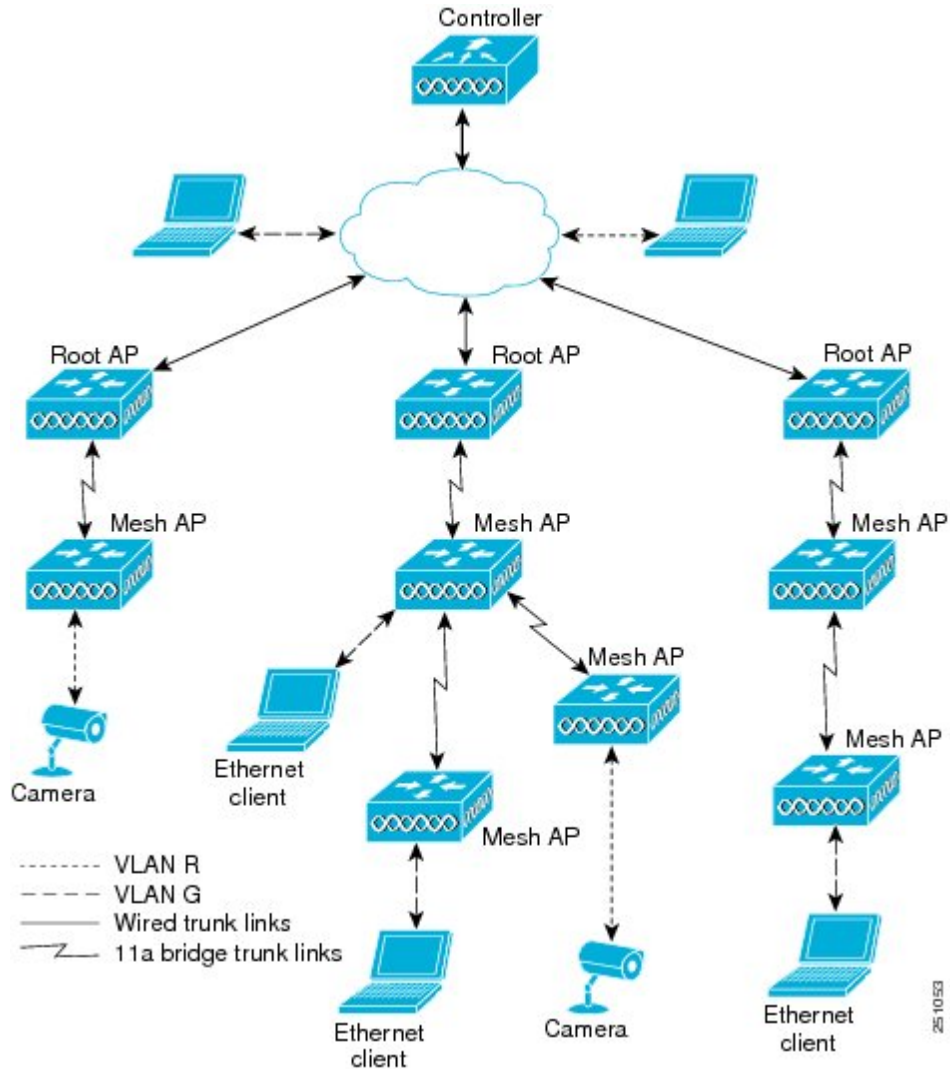 Controller
Root AP
Root AP
Root AP
Mesh AP
Mesh AP
Mesh AP
Mesh AP
Mesh AP
Ethernet
client
Camera
Mesh AP
VLAN R
VLAN G
Wired trunk links
11a bridge trunk links
Ethernet
client
Camera
Ethernet
client
251053